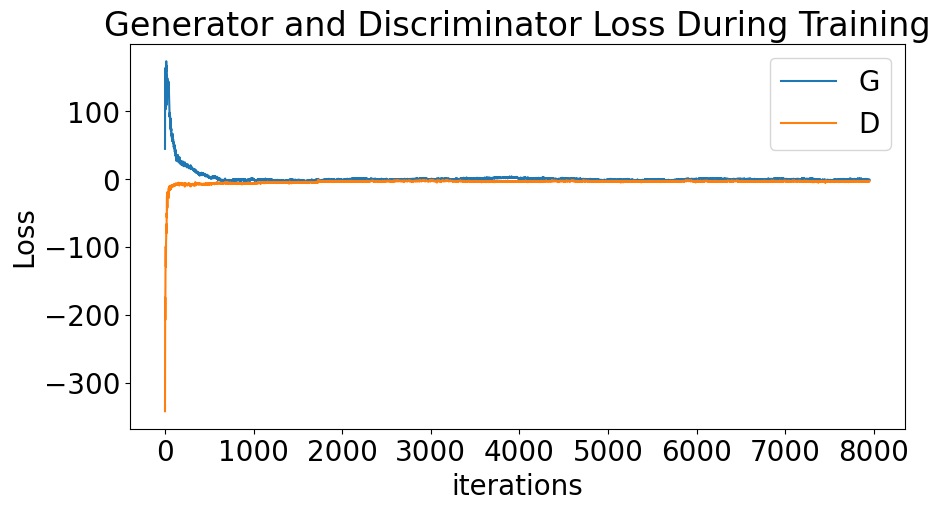 Generator and Discriminator Loss During Training
G
D
100
0
−100
−200
−300
Loss
0 1000 2000 3000 4000 5000 6000 7000 8000
iterations